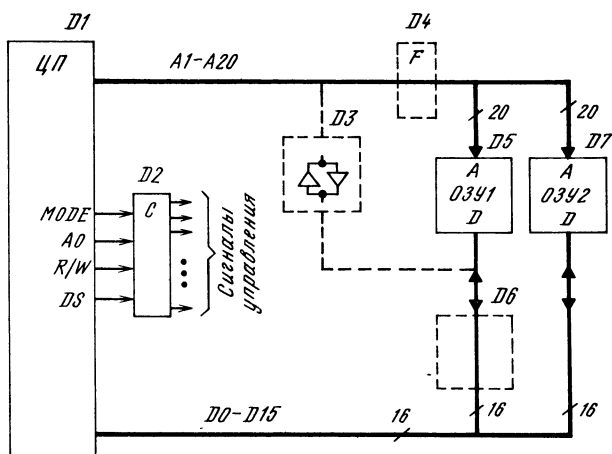 D1
D4
ЦП
A1–A20
F
D3
20
20
D5
D7
D2
A
A
MODE
C
ОЗУ1
ОЗУ2
A0
D
D
R/W
Сигналы
управления
DS
D6
D0–D15
16
16
16